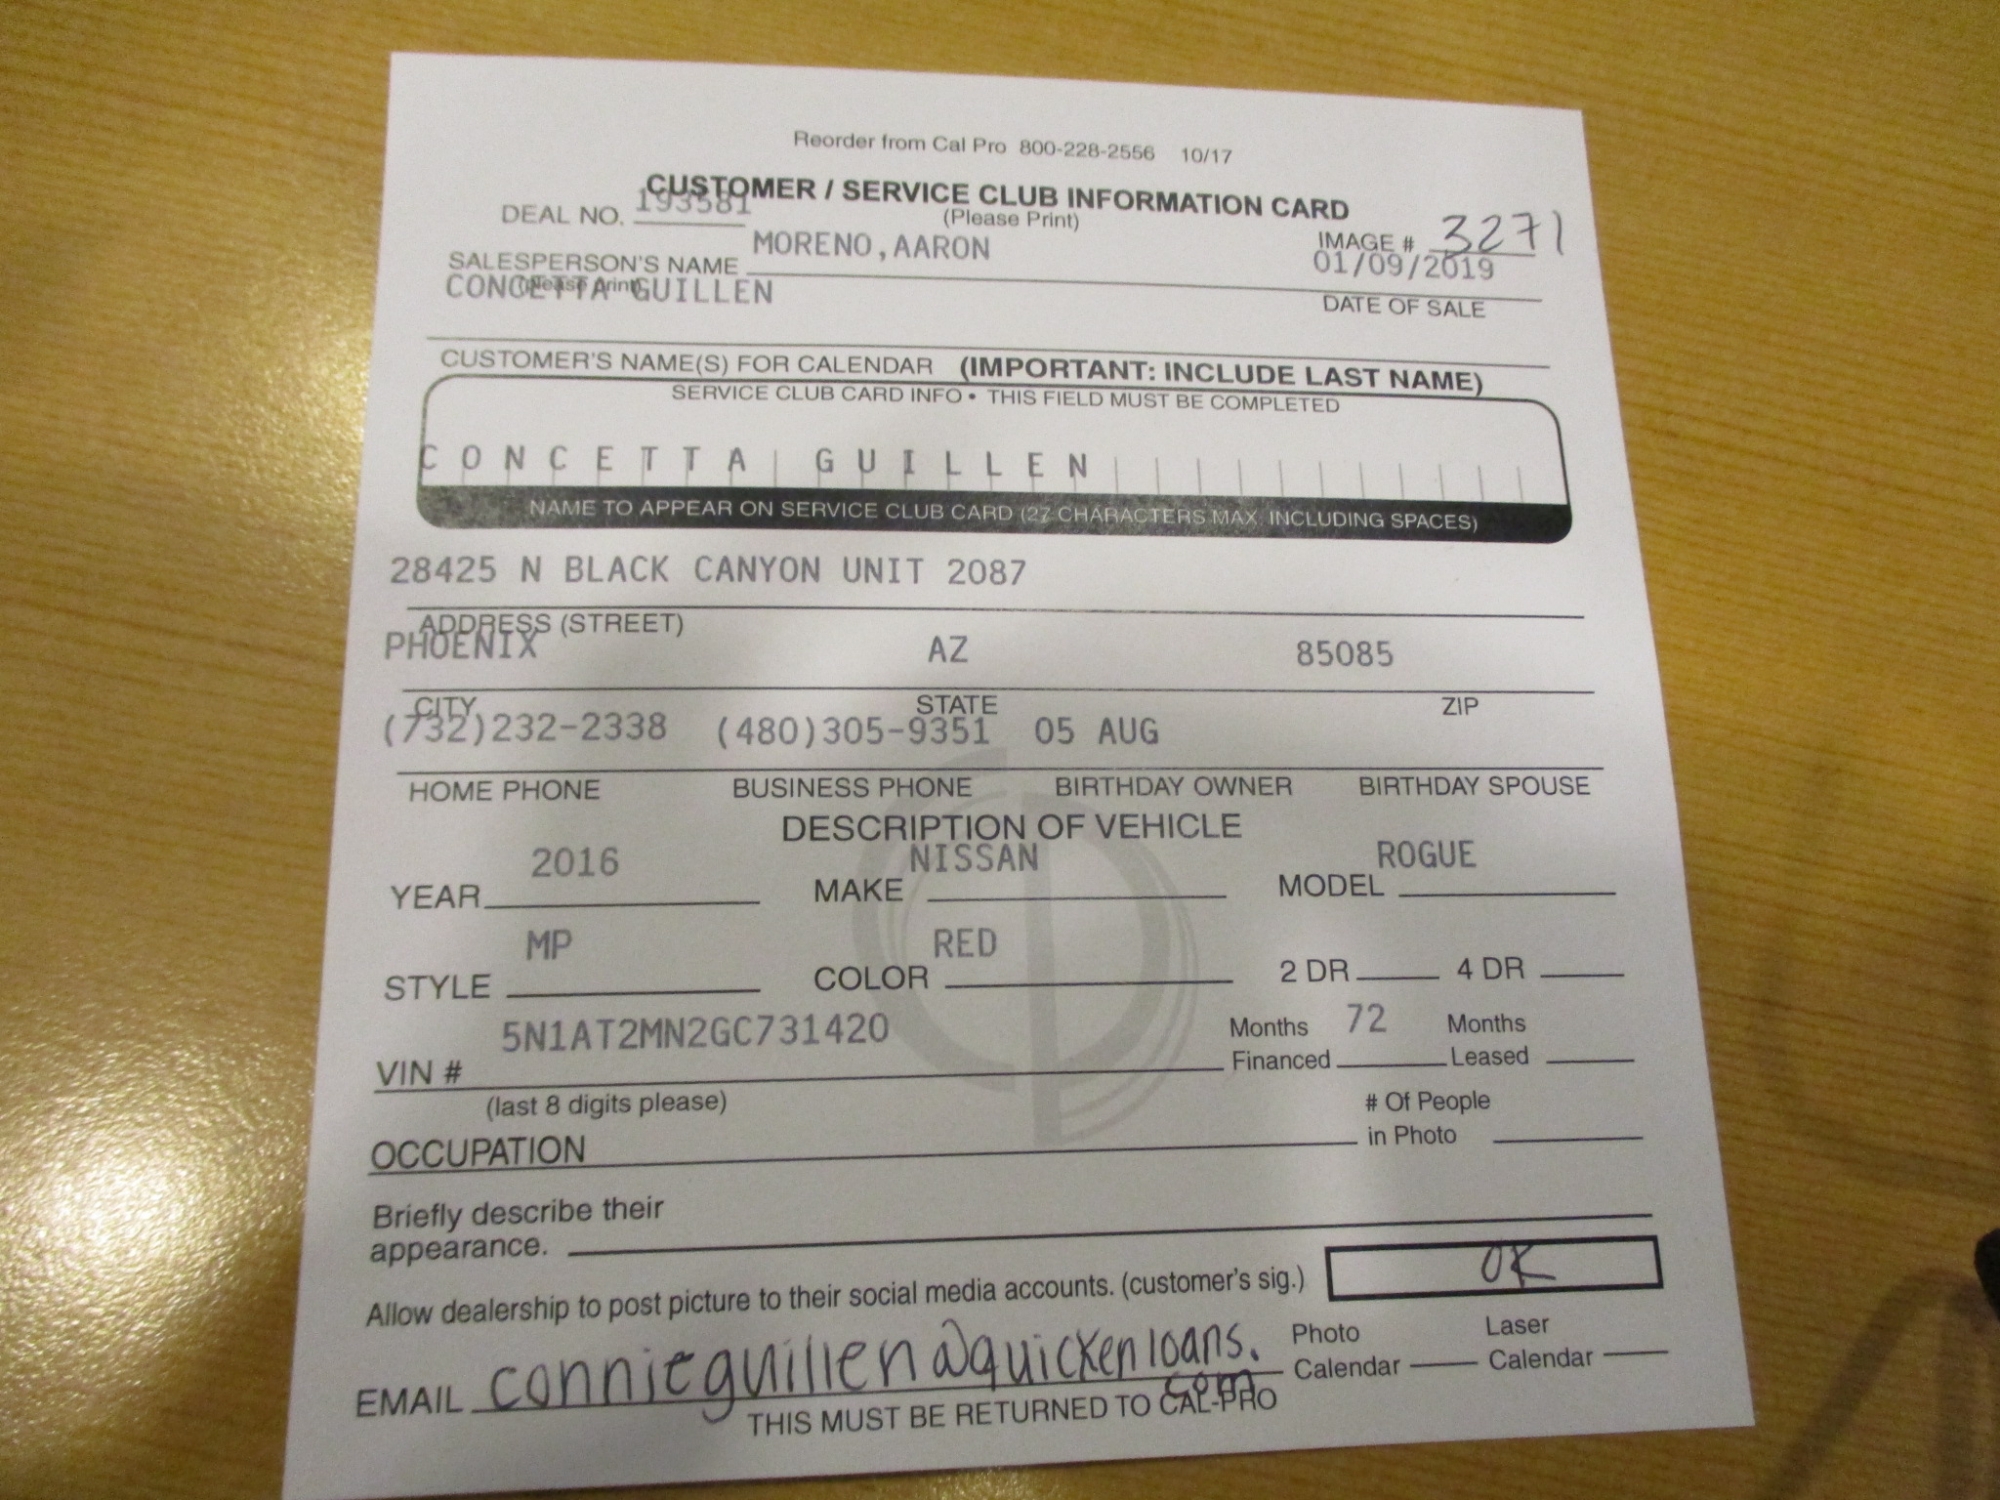 Reorder from Cal Pro 800-228-2556 10/17
CUSTOMER / SERVICE CLUB INFORMATION CARD
DEAL NO. 193581 (Please Print)
IMAGE # 3271
SALESPERSON'S NAME MORENO,AARON 01/09/2019
(please print) DATE OF SALE
CONCETTA GUILLEN
CUSTOMER'S NAME(S) FOR CALENDAR (IMPORTANT: INCLUDE LAST NAME)
SERVICE CLUB CARD INFO • THIS FIELD MUST BE COMPLETED
CONCETTA GUILLEN
NAME TO APPEAR ON SERVICE CLUB CARD (27 CHARACTERS MAX. INCLUDING SPACES)
28425 N BLACK CANYON UNIT 2087
ADDRESS (STREET)
PHOENIX AZ 85085
CITY STATE ZIP
(732)232-2338 (480)305-9351 05 AUG
HOME PHONE BUSINESS PHONE BIRTHDAY OWNER BIRTHDAY SPOUSE
DESCRIPTION OF VEHICLE
YEAR 2016 MAKE NISSAN MODEL ROGUE
STYLE MP COLOR RED 2 DR 4 DR
VIN # 5N1AT2MN2GC731420 Months Financed 72 Months Leased
(last 8 digits please)
OCCUPATION # Of People in Photo
Briefly describe their
appearance.
Allow dealership to post picture to their social media accounts. (customer's sig.) OK
EMAIL connieguillen@quickenloans.com Photo Calendar Laser Calendar
THIS MUST BE RETURNED TO CAL-PRO